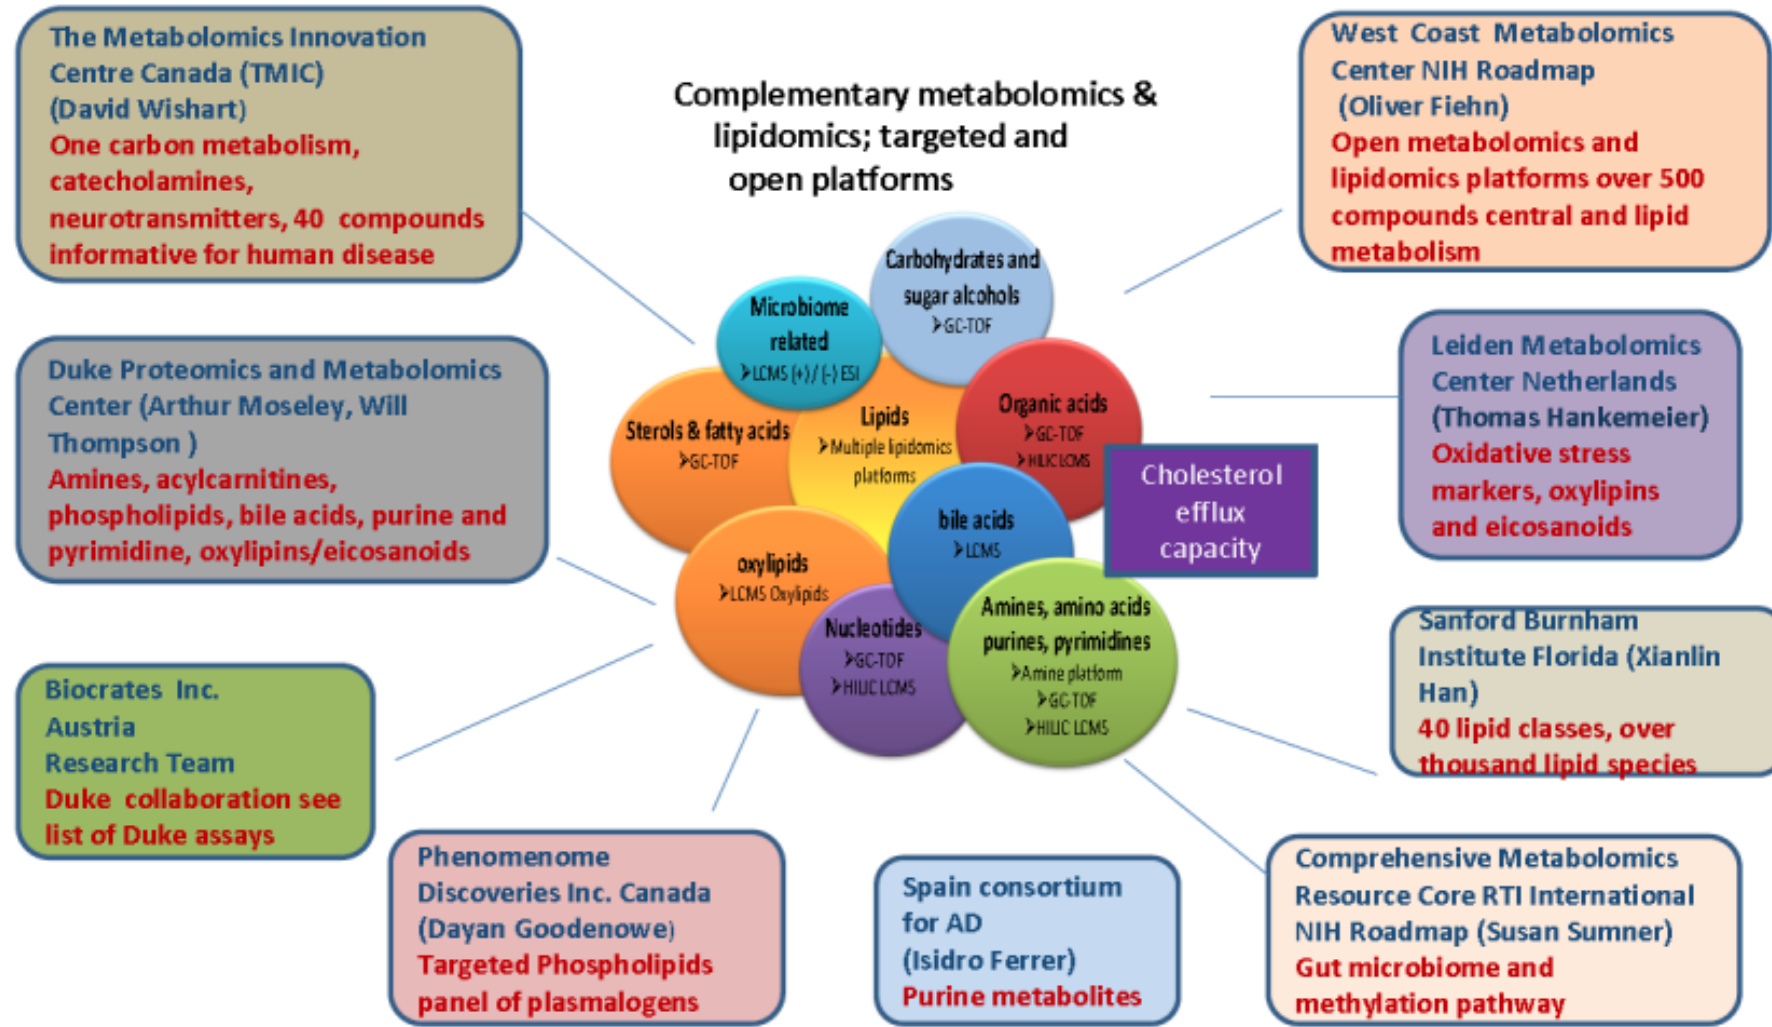 The Metabolomics Innovation
Centre Canada (TMIC)
(David Wishart)
One carbon metabolism,
catecholamines,
neurotransmitters, 40 compounds
informative for human disease
Complementary metabolomics &
lipidomics; targeted and
open platforms
West Coast Metabolomics
Center NIH Roadmap
(Oliver Fiehn)
Open metabolomics and
lipidomics platforms over 500
compounds central and lipid
metabolism
Duke Proteomics and Metabolomics
Center (Arthur Moseley, Will
Thompson )
Amines, acylcarnitines,
phospholipids, bile acids, purine and
pyrimidine, oxylipins/eicosanoids
Carbohydrates and
sugar alcohols
➢GC-TOF
Microbiome
related
➢LCMS (+) / (-) ESI
Sterols & fatty acids
➢GC-TOF
Lipids
➢Multiple lipidomics
platforms
Organic acids
➢GC-TOF
➢HILIC LCMS
Cholesterol
efflux
capacity
bile acids
➢LCMS
oxylipids
➢LCMS Oxylipids
Nucleotides
➢GC-TOF
➢HILIC LCMS
Amines, amino acids
purines, pyrimidines
➢Amine platform
➢GC-TOF
➢HILIC LCMS
Leiden Metabolomics
Center Netherlands
(Thomas Hankemeier)
Oxidative stress
markers, oxylipins
and eicosanoids
Biocrates Inc.
Austria
Research Team
Duke collaboration see
list of Duke assays
Sanford Burnham
Institute Florida (Xianlin
Han)
40 lipid classes, over
thousand lipid species
Phenomenome
Discoveries Inc. Canada
(Dayan Goodenowe)
Targeted Phospholipids
panel of plasmalogens
Spain consortium
for AD
(Isidro Ferrer)
Purine metabolites
Comprehensive Metabolomics
Resource Core RTI International
NIH Roadmap (Susan Sumner)
Gut microbiome and
methylation pathway